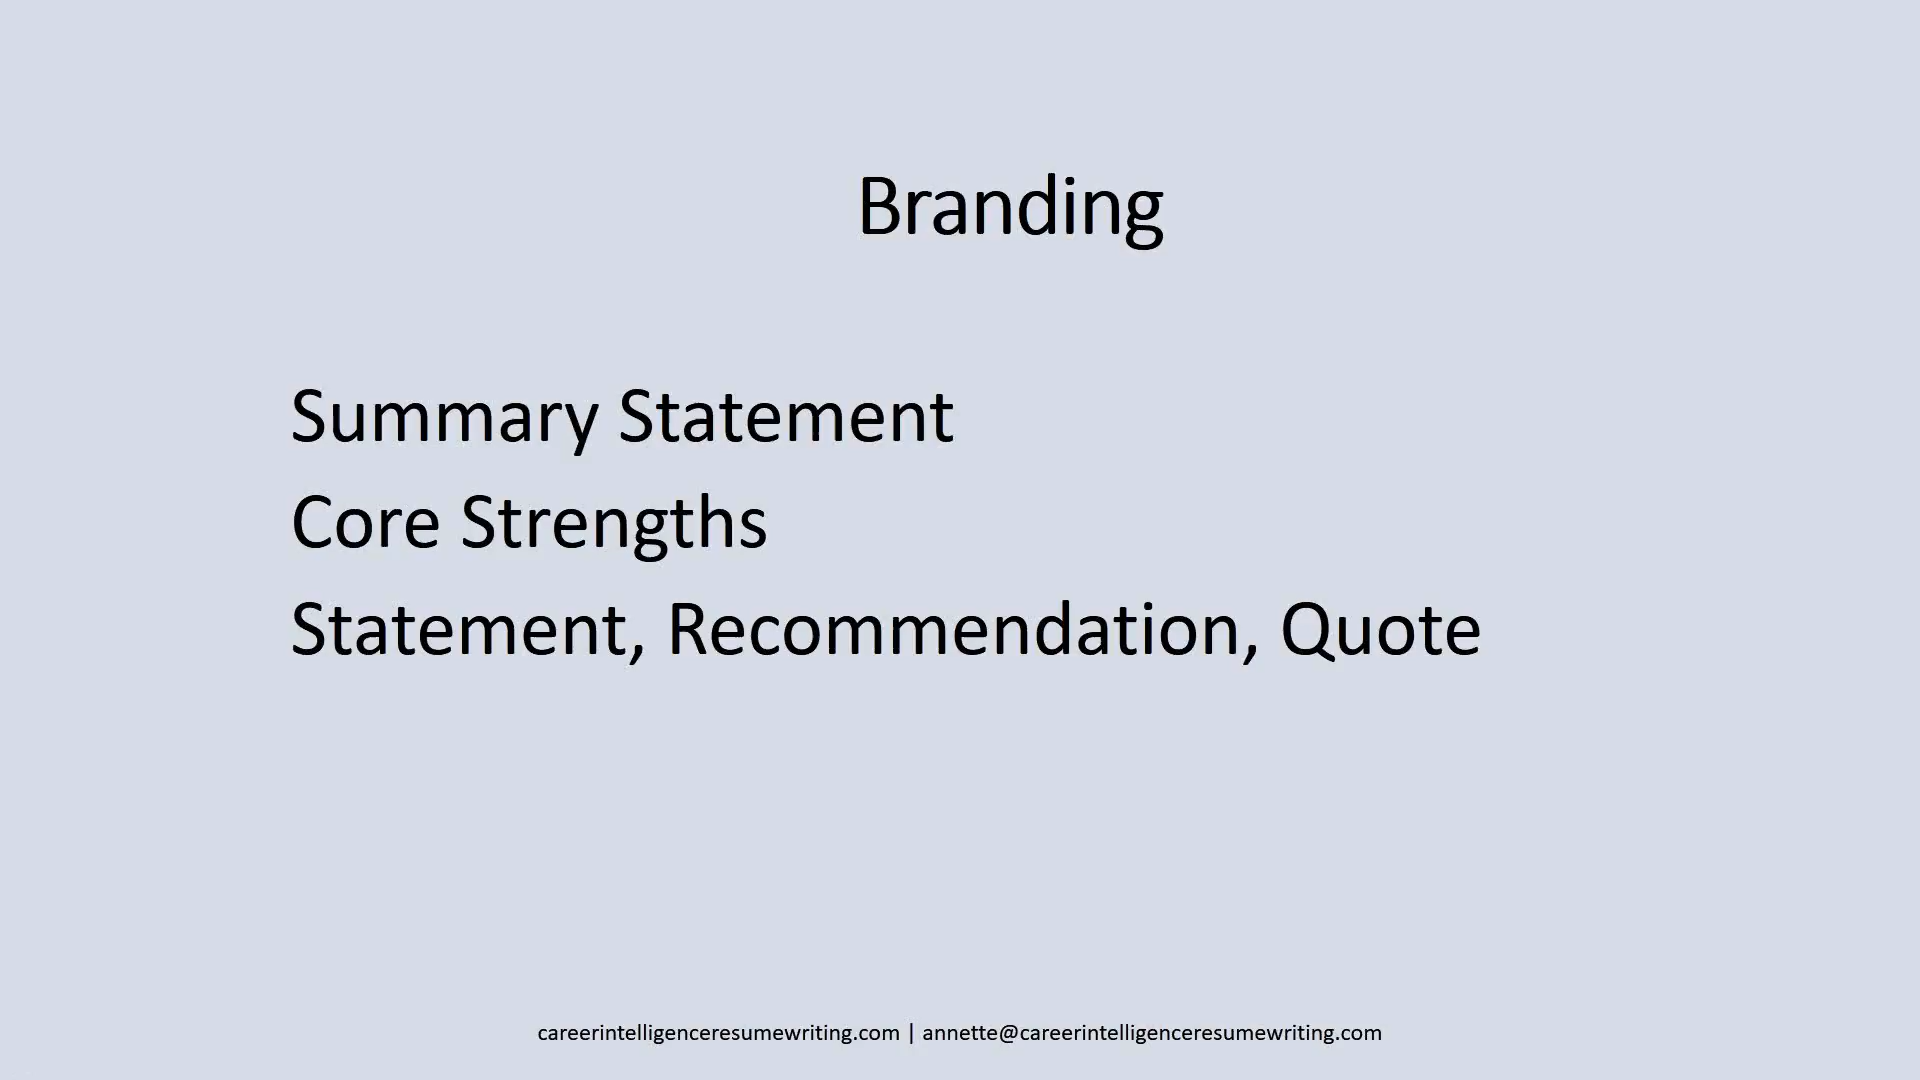 Branding
Summary Statement
Core Strengths
Statement, Recommendation, Quote
careerintelligenceresumewriting.com | annette@careerintelligenceresumewriting.com